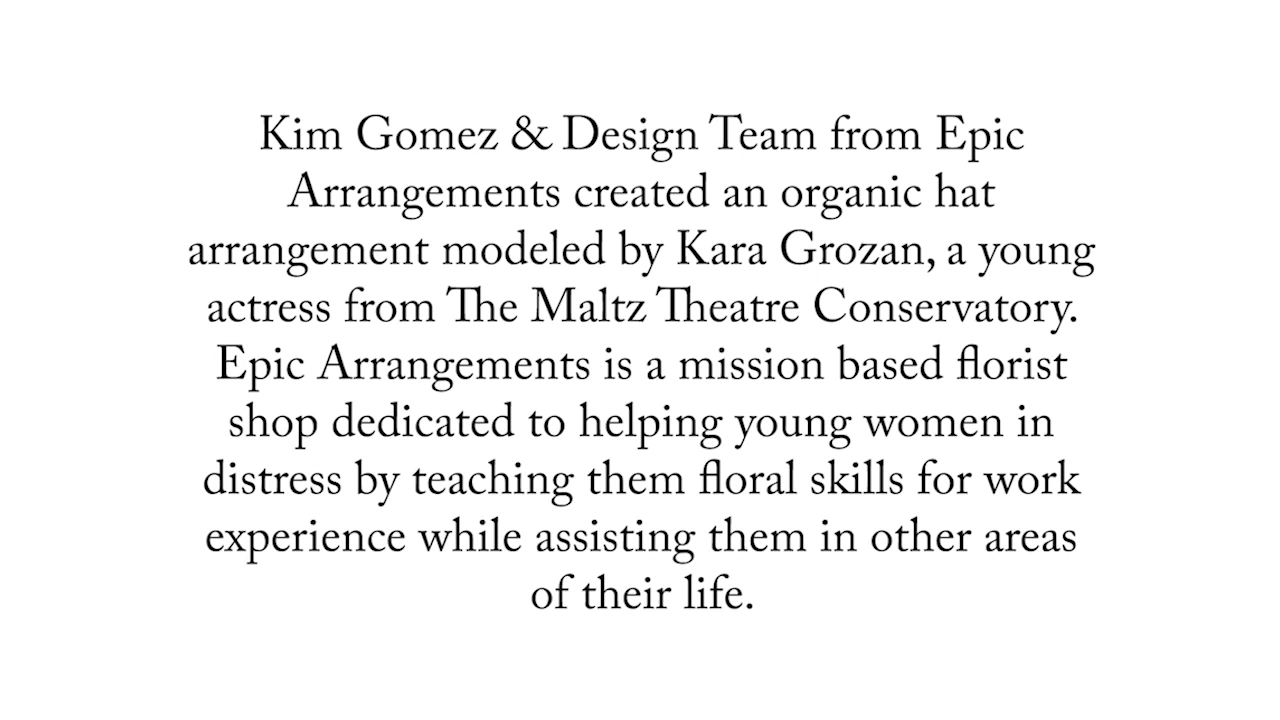 Kim Gomez & Design Team from Epic
Arrangements created an organic hat
arrangement modeled by Kara Grozan, a young
actress from The Maltz Theatre Conservatory.
Epic Arrangements is a mission based florist
shop dedicated to helping young women in
distress by teaching them floral skills for work
experience while assisting them in other areas
of their life.